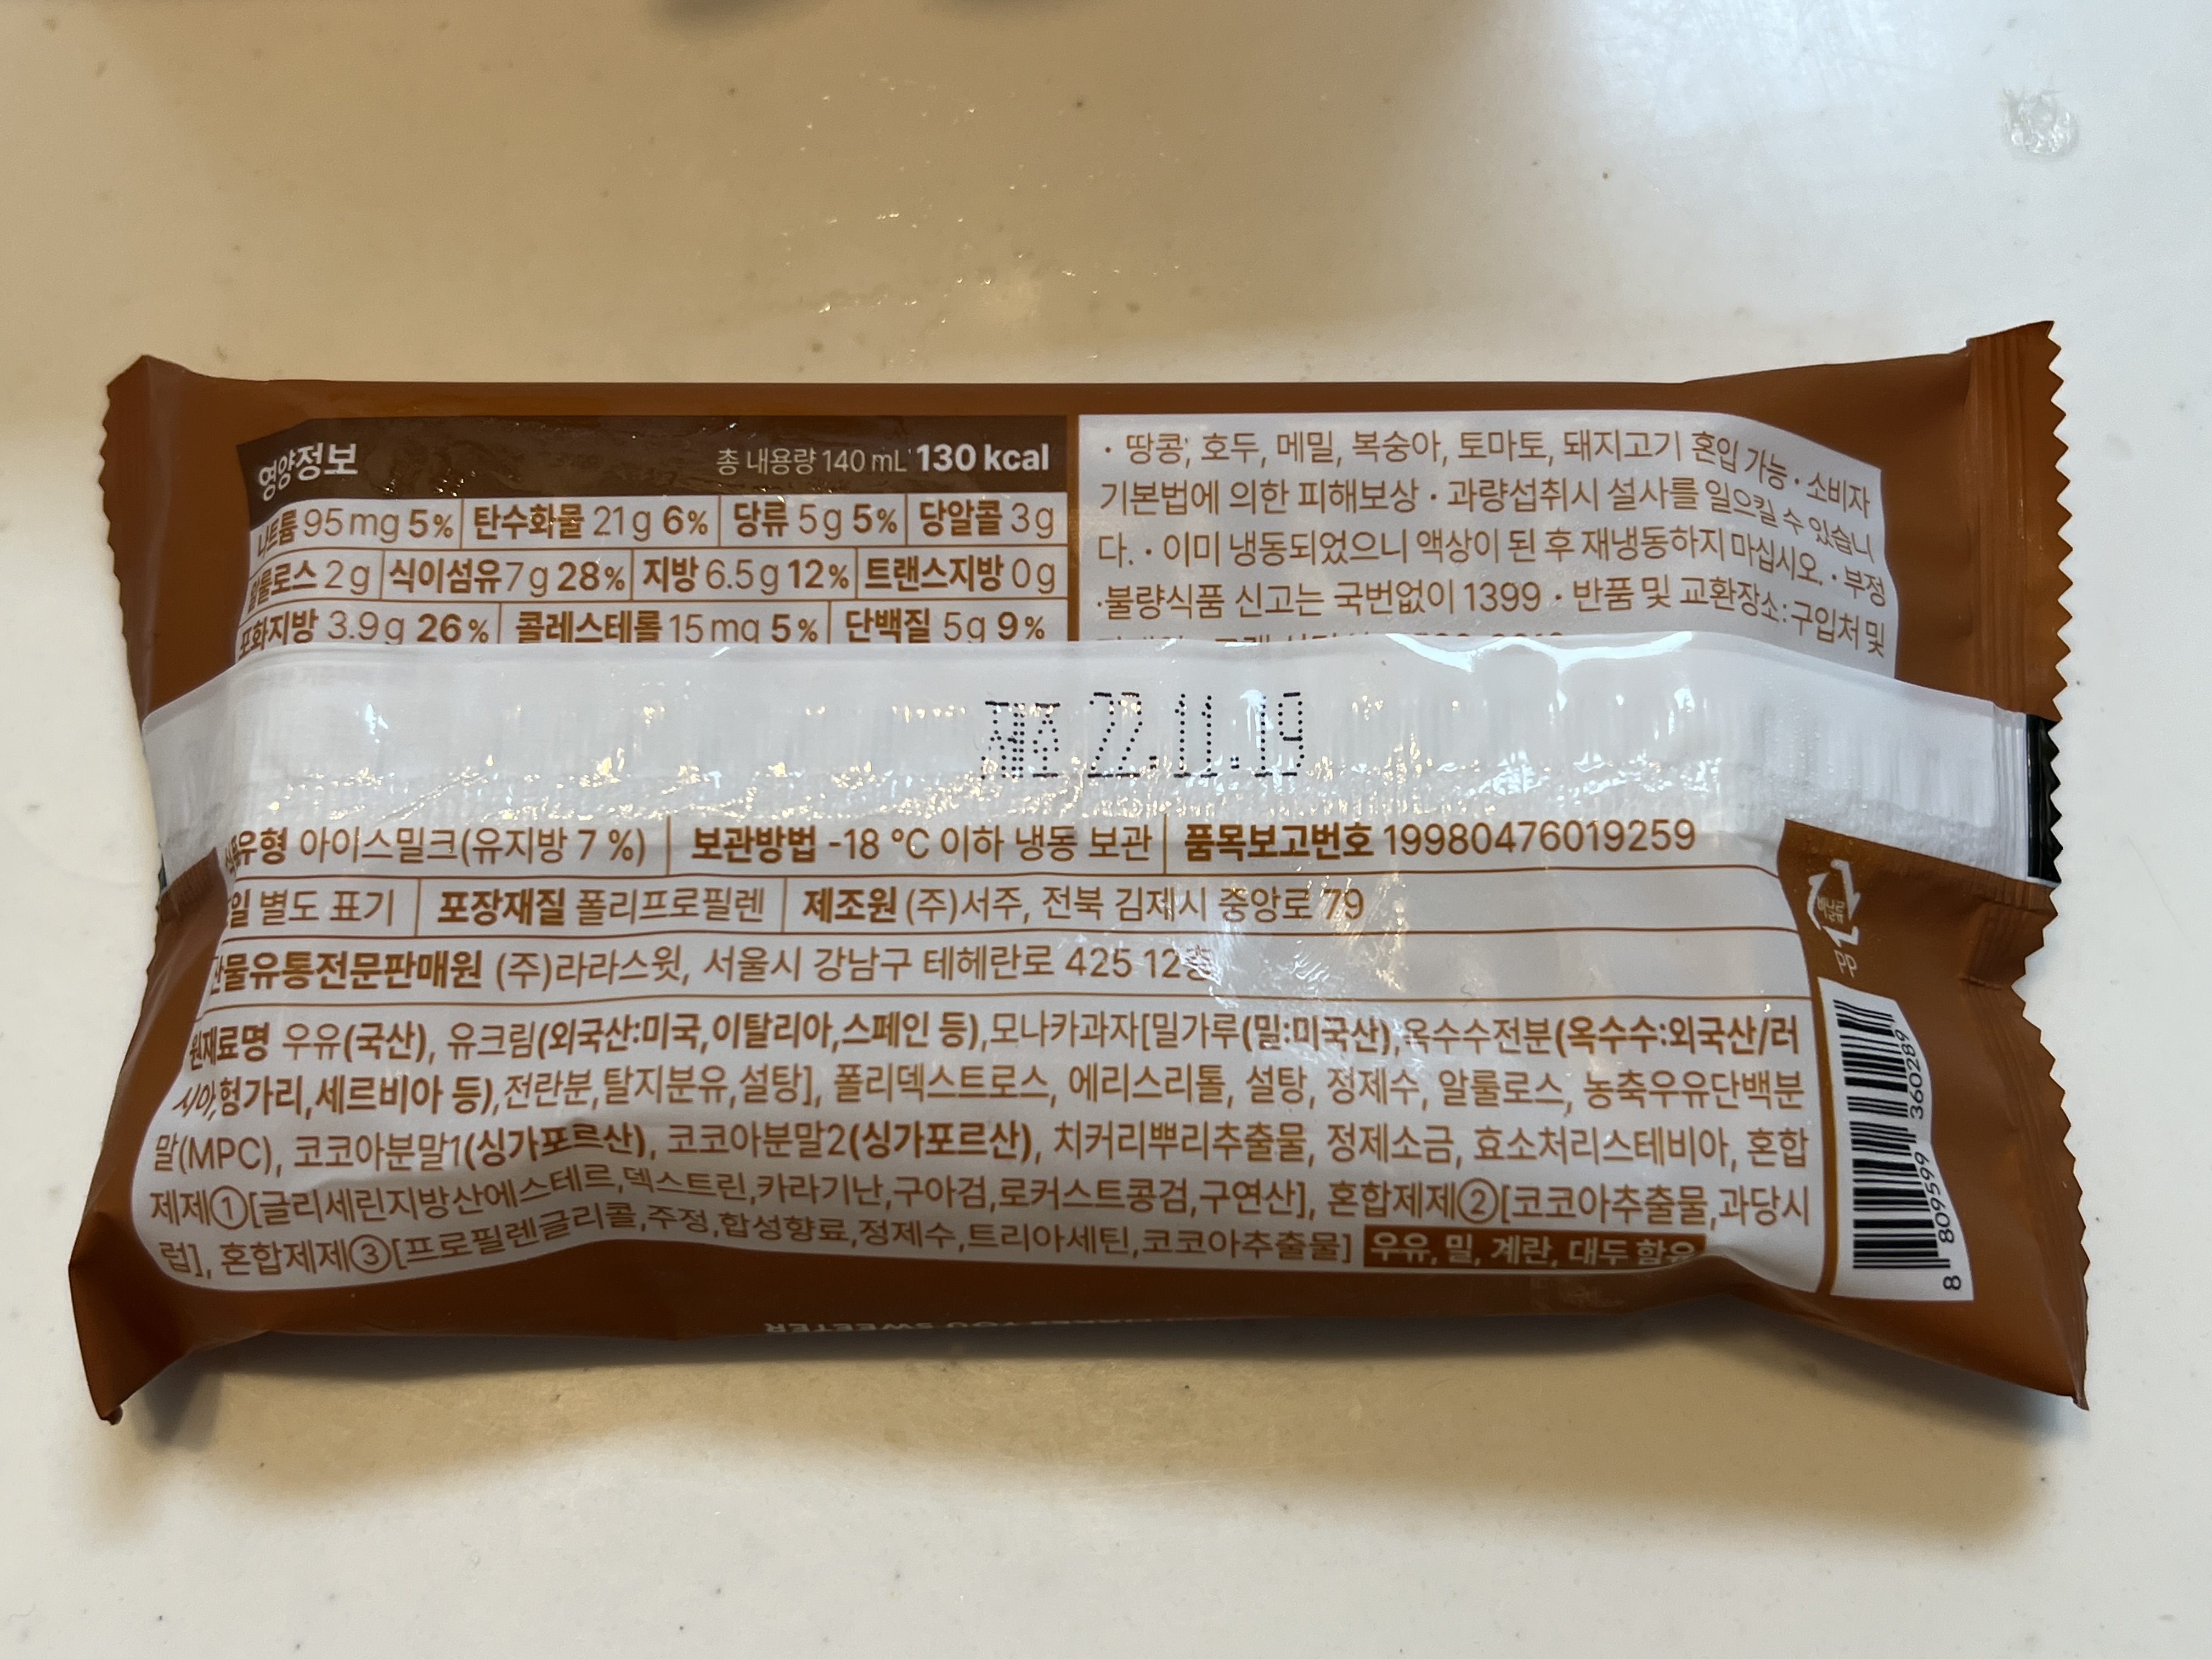 영양정보 총 내용량 140 mL 130 kcal
나트륨 95 mg 5% 탄수화물 21 g 6% 당류 5 g 5% 당알콜 3 g
알룰로스 2 g 식이섬유 7 g 28% 지방 6.5 g 12% 트랜스지방 0 g
포화지방 3.9 g 26% 콜레스테롤 15 mg 5% 단백질 5 g 9%
· 땅콩, 호두, 메밀, 복숭아, 토마토, 돼지고기 혼입 가능 · 소비자
기본법에 의한 피해보상 · 과량섭취시 설사를 일으킬 수 있습니
다. · 이미 냉동되었으니 액상이 된 후 재냉동하지 마십시오. · 부정
·불량식품 신고는 국번없이 1399 · 반품 및 교환장소:구입처 및
제조 22.11.19
식품유형 아이스밀크(유지방 7 %) 보관방법 -18 ℃ 이하 냉동 보관 품목보고번호 19980476019259
일 별도 표기 포장재질 폴리프로필렌 제조원 (주)서주, 전북 김제시 중앙로 79
산물유통전문판매원 (주)라라스윗, 서울시 강남구 테헤란로 425 12층
원재료명 우유(국산), 유크림(외국산:미국,이탈리아,스페인 등),모나카과자[밀가루(밀:미국산),옥수수전분(옥수수:외국산/러
시아,헝가리,세르비아 등),전란분,탈지분유,설탕], 폴리덱스트로스, 에리스리톨, 설탕, 정제수, 알룰로스, 농축우유단백분
말(MPC), 코코아분말1(싱가포르산), 코코아분말2(싱가포르산), 치커리뿌리추출물, 정제소금, 효소처리스테비아, 혼합
제제①[글리세린지방산에스테르,덱스트린,카라기난,구아검,로커스트콩검,구연산], 혼합제제②[코코아추출물,과당시
럽], 혼합제제③[프로필렌글리콜,주정,합성향료,정제수,트리아세틴,코코아추출물] 우유, 밀, 계란, 대두 함유
8 809599 360289
YOU SWEETER